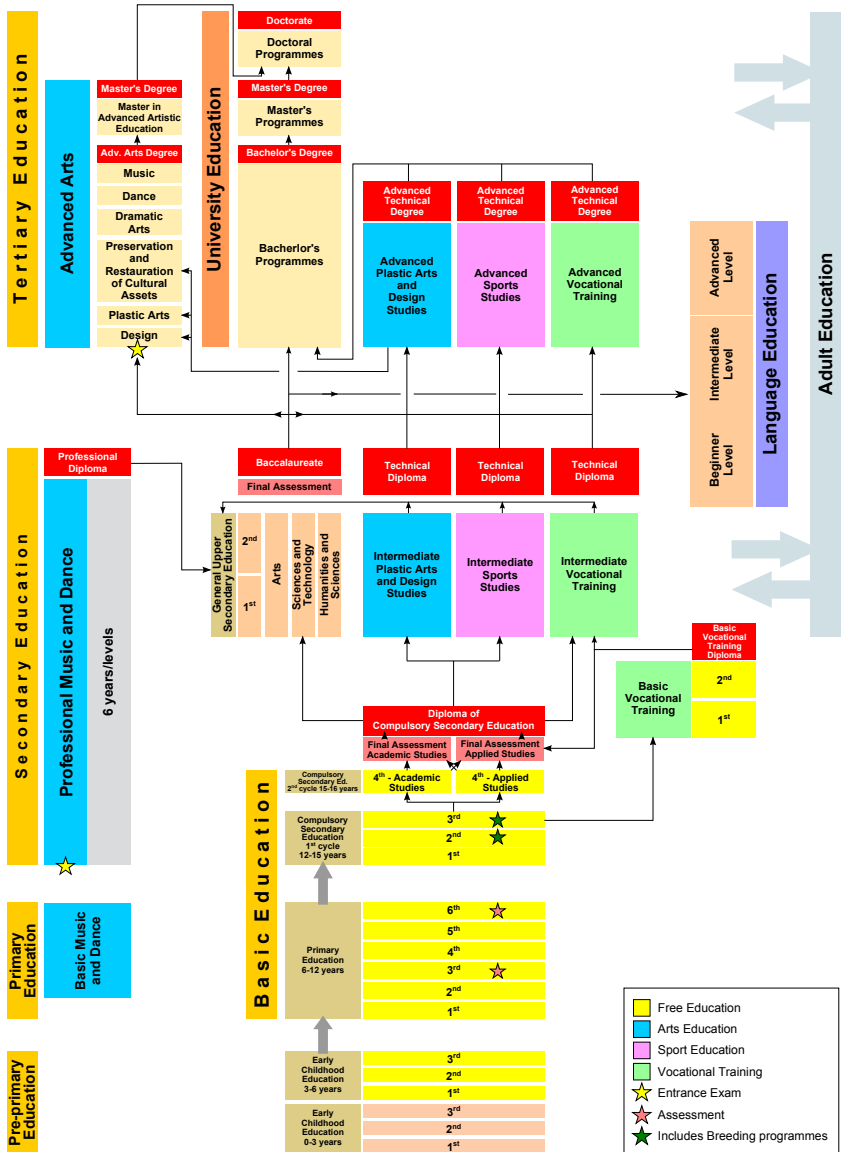 Tertiary Education
Advanced Arts
Master's Degree
Master in
Advanced Artistic
Education
Adv. Arts Degree
Music
Dance
Dramatic
Arts
Preservation
and
Restauration
of Cultural
Assets
Plastic Arts
Design
University Education
Doctorate
Doctoral
Programmes
Master's Degree
Master's
Programmes
Bachelor's Degree
Bacherlor's
Programmes
Advanced
Technical
Degree
Advanced
Plastic Arts
and
Design
Studies
Advanced
Technical
Degree
Advanced
Sports
Studies
Advanced
Technical
Degree
Advanced
Vocational
Training
Advanced
Level
Intermediate
Level
Beginner
Level
Language Education
Adult Education
Secondary Education
Professional
Diploma
Professional Music and Dance
6 years/levels
Baccalaureate
Final Assessment
General Upper
Secondary Education
2nd
1st
Arts
Sciences and
Technology
Humanities and
Sciences
Technical
Diploma
Intermediate
Plastic Arts
and Design
Studies
Technical
Diploma
Intermediate
Sports
Studies
Technical
Diploma
Intermediate
Vocational
Training
Basic
Vocational
Training
Diploma
Basic
Vocational
Training
2nd
1st
Diploma of
Compulsory Secondary Education
Final Assessment
Academic Studies
Final Assessment
Applied Studies
Basic Education
Compulsory
Secondary Ed.
2nd cycle 15-16 years
4th - Academic
Studies
4th - Applied
Studies
Compulsory
Secondary
Education
1st cycle
12-15 years
3rd
2nd
1st
Primary
Education
Basic Music
and Dance
Primary
Education
6-12 years
6th
5th
4th
3rd
2nd
1st
Pre-primary
Education
Early
Childhood
Education
3-6 years
3rd
2nd
1st
Early
Childhood
Education
0-3 years
3rd
2nd
1st
Free Education
Arts Education
Sport Education
Vocational Training
Entrance Exam
Assessment
Includes Breeding programmes